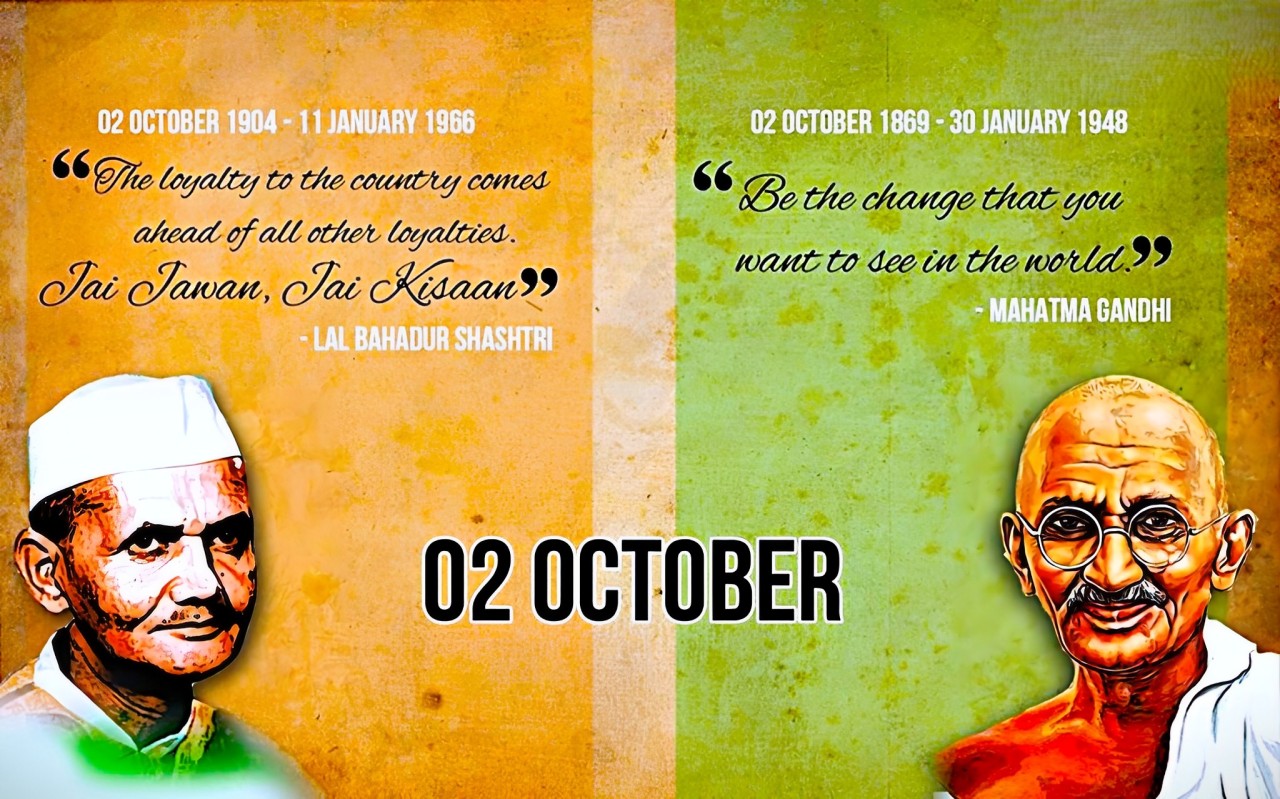 02 OCTOBER 1904 - 11 JANUARY 1966
“The loyalty to the country comes
ahead of all other loyalties.
Jai Jawan, Jai Kisaan”
- LAL BAHADUR SHASHTRI
02 OCTOBER 1869 - 30 JANUARY 1948
“Be the change that you
want to see in the world.”
- MAHATMA GANDHI
02 OCTOBER